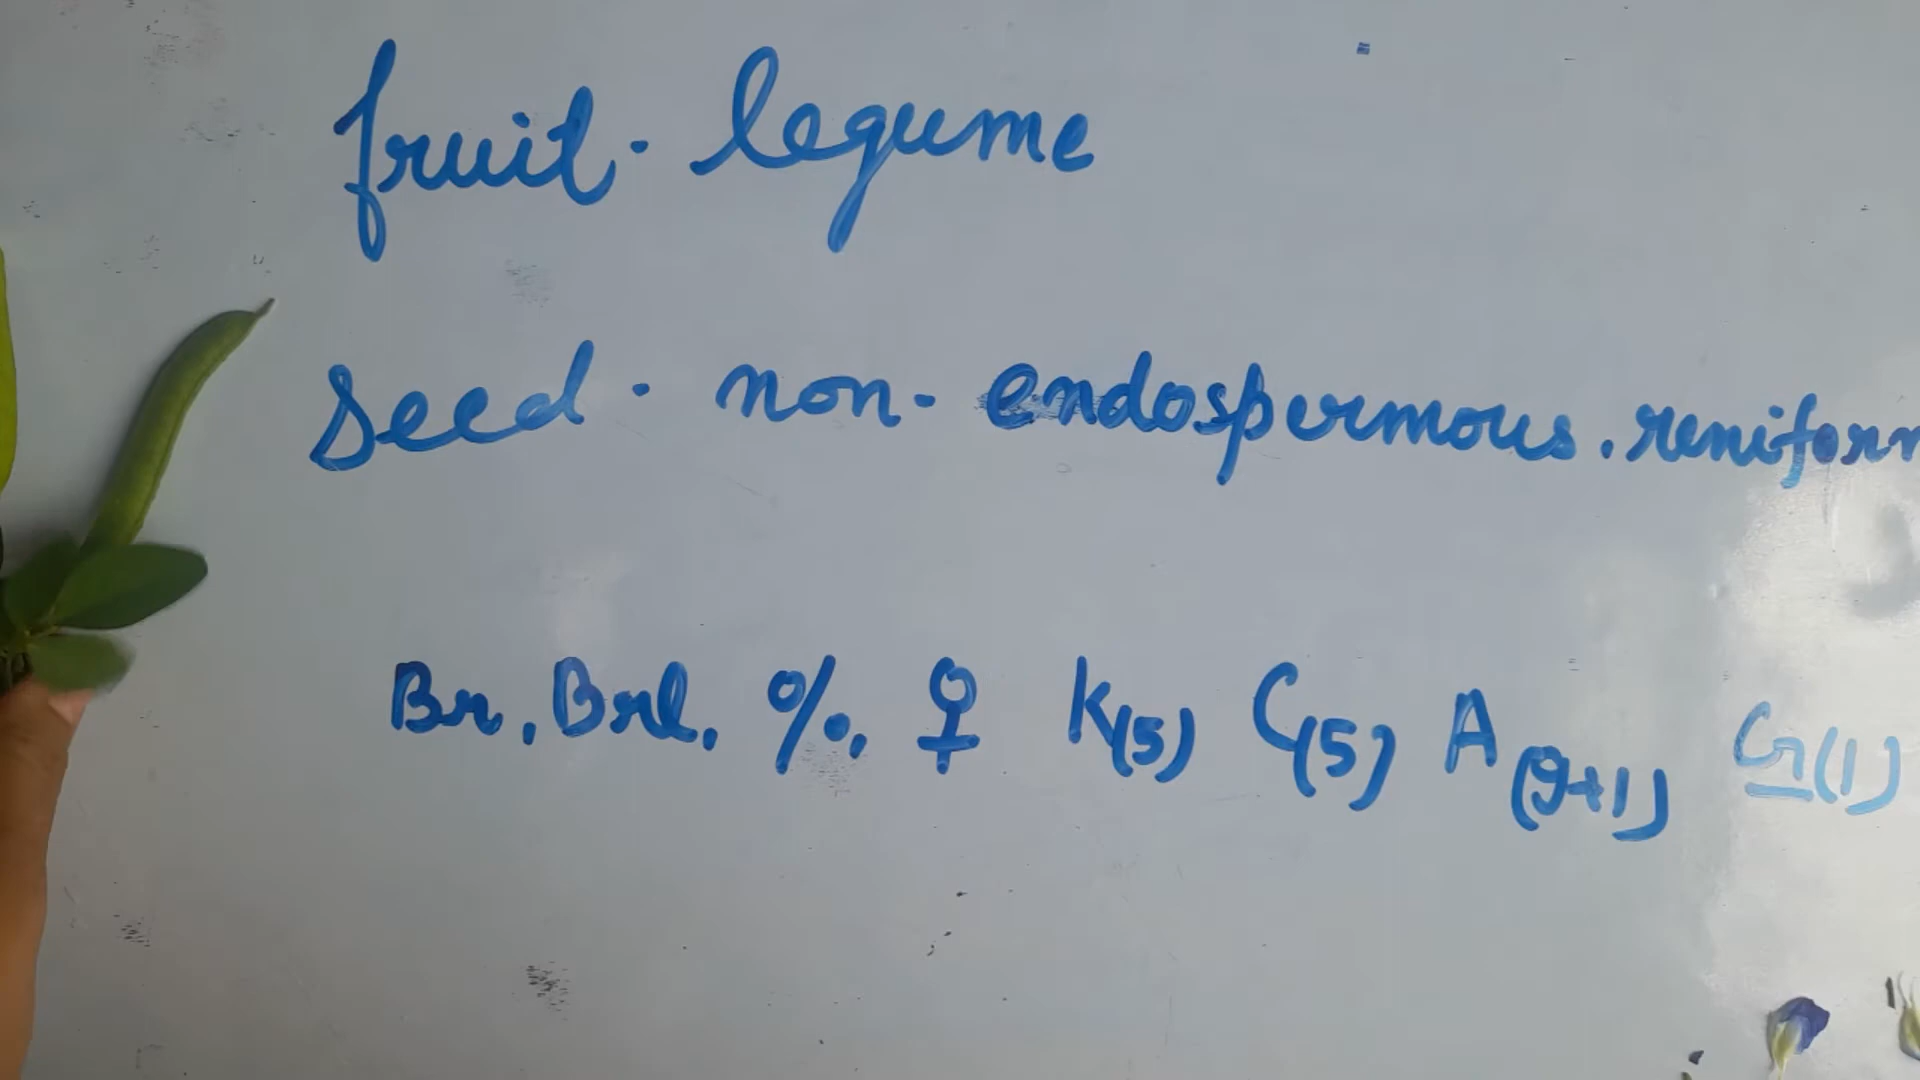 fruit. legume
Seed. non-endospermous. reniform
Br, Brl, %, ♀ K(5) C(5) A(9+1) G(1)